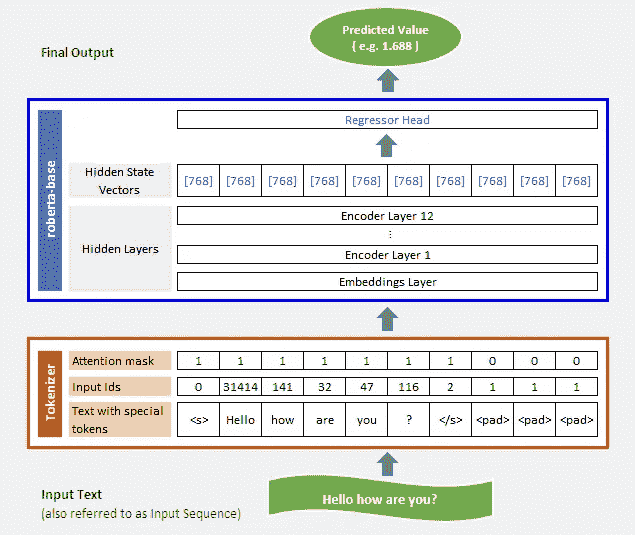 Final Output
Predicted Value
( e.g. 1.688 )
roberta-base
Regressor Head
Hidden State
Vectors
[768] [768] [768] [768] [768] [768] [768] [768] [768] [768]
Hidden Layers
Encoder Layer 12
⋮
Encoder Layer 1
Embeddings Layer
Tokenizer
Attention mask 1 1 1 1 1 1 1 0 0 0
Input Ids 0 31414 141 32 47 116 2 1 1 1
Text with special
tokens
<s> Hello how are you ? </s> <pad> <pad> <pad>
Input Text
(also referred to as Input Sequence)
Hello how are you?